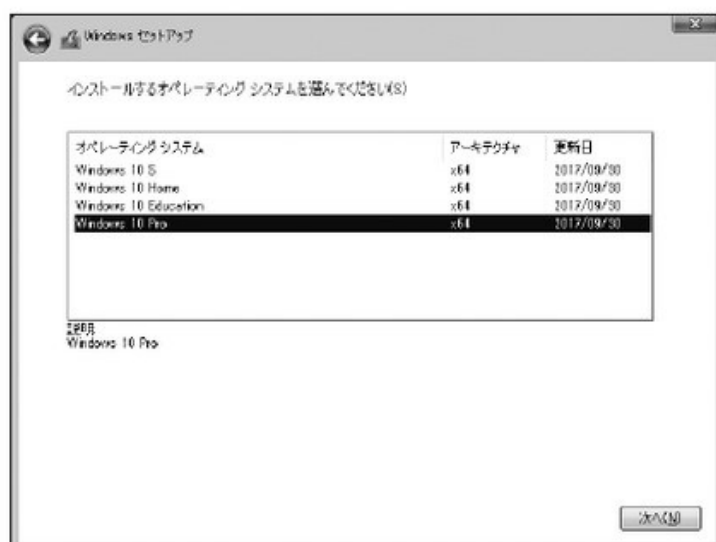 Windows セットアップ
インストールするオペレーティング システムを選んでください(S)
オペレーティング システム アーキテクチャ 更新日
Windows 10 S x64 2017/09/30
Windows 10 Home x64 2017/09/30
Windows 10 Education x64 2017/09/30
Windows 10 Pro x64 2017/09/30
説明
Windows 10 Pro
次へ(N)